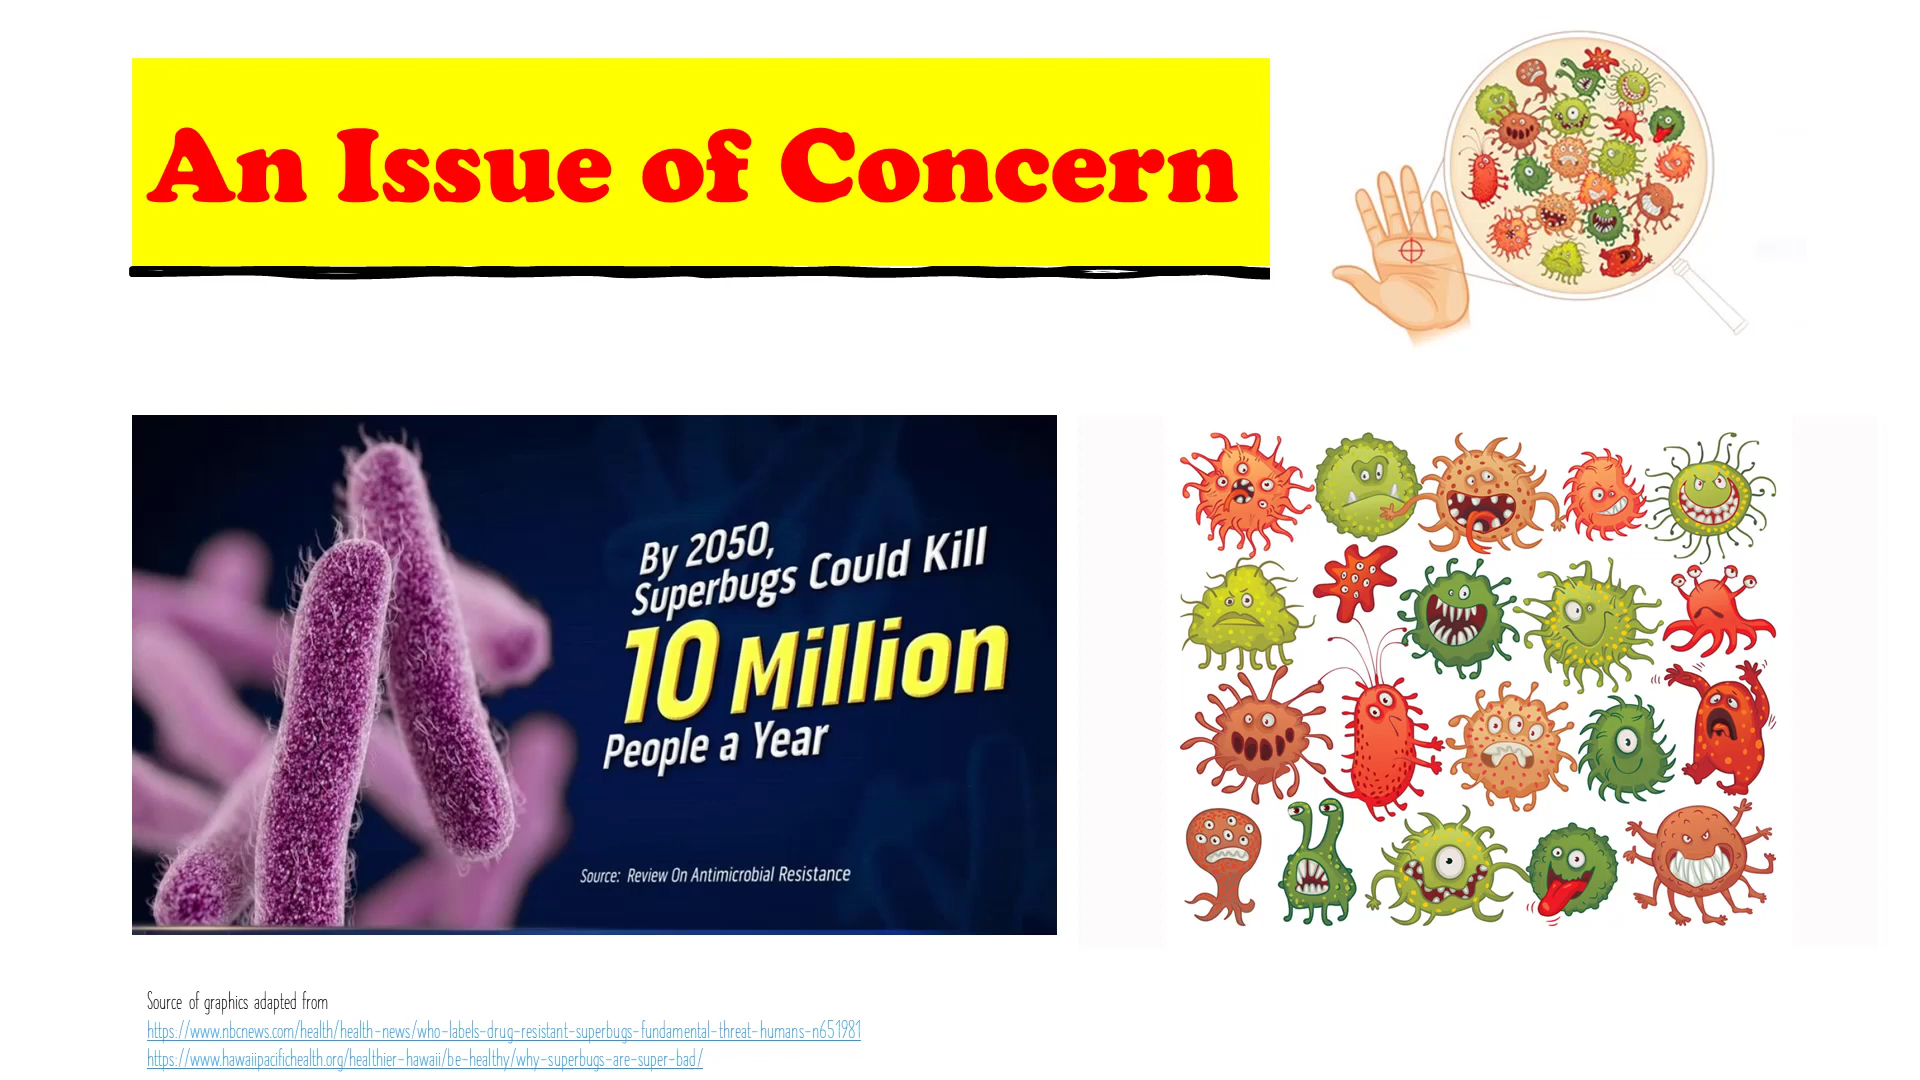 An Issue of Concern
By 2050,
Superbugs Could Kill
10 Million
People a Year
Source: Review On Antimicrobial Resistance
Source of graphics adapted from
https://www.nbcnews.com/health/health-news/who-labels-drug-resistant-superbugs-fundamental-threat-humans-n651981
https://www.hawaiipacifichealth.org/healthier-hawaii/be-healthy/why-superbugs-are-super-bad/